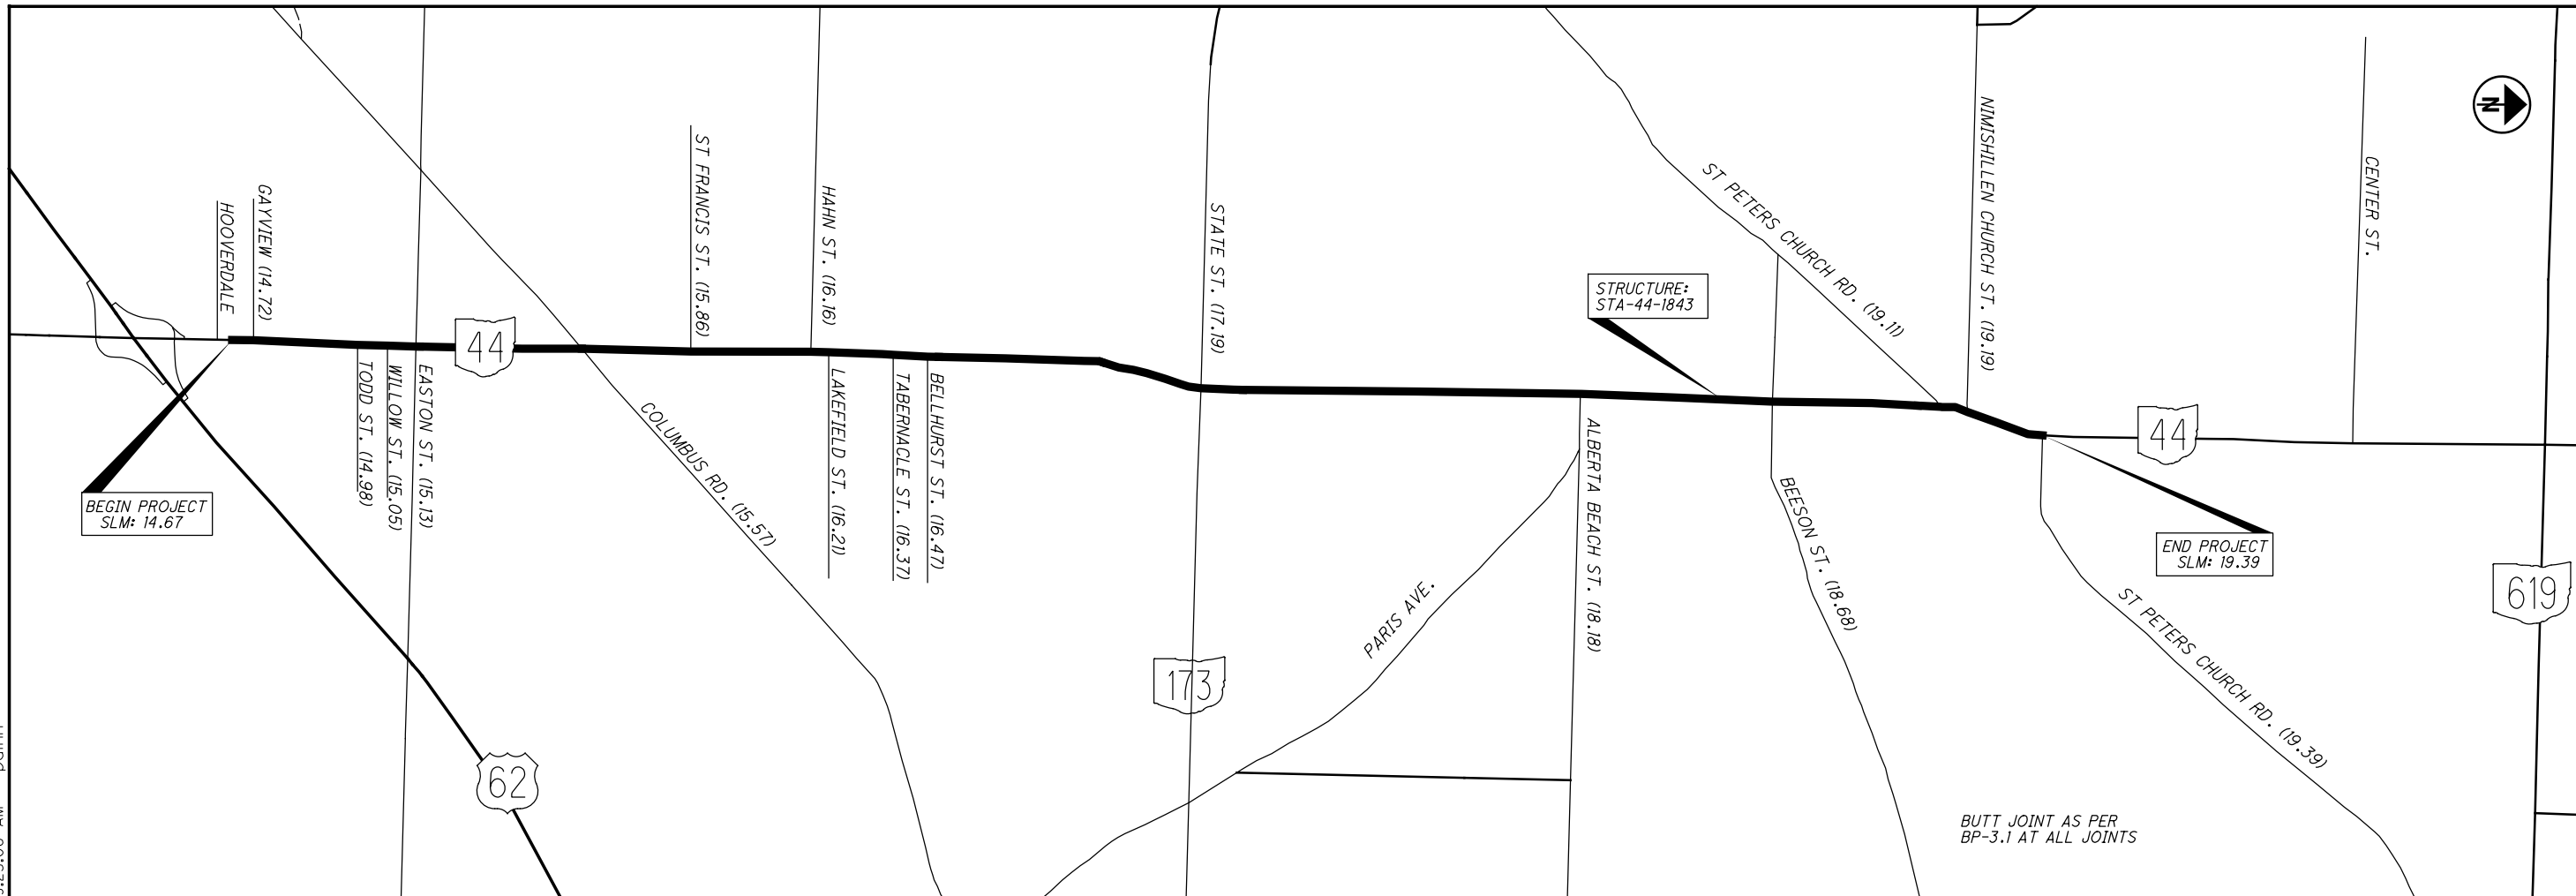 N
HOOVERDALE
GAYVIEW (14.72)
44
ST FRANCIS ST. (15.86)
HAHN ST. (16.16)
STATE ST. (17.19)
STRUCTURE:
STA-44-1843
ST PETERS CHURCH RD. (19.11)
NIMISHILLEN CHURCH ST. (19.19)
CENTER ST.
BEGIN PROJECT
SLM: 14.67
TODD ST. (14.98)
WILLOW ST. (15.05)
EASTON ST. (15.13)
COLUMBUS RD. (15.57)
LAKEFIELD ST. (16.21)
TABERNACLE ST. (16.37)
BELLHURST ST. (16.47)
173
PARIS AVE.
ALBERTA BEACH ST. (18.18)
BEESON ST. (18.68)
44
END PROJECT
SLM: 19.39
ST PETERS CHURCH RD. (19.39)
619
62
BUTT JOINT AS PER
BP-3.1 AT ALL JOINTS